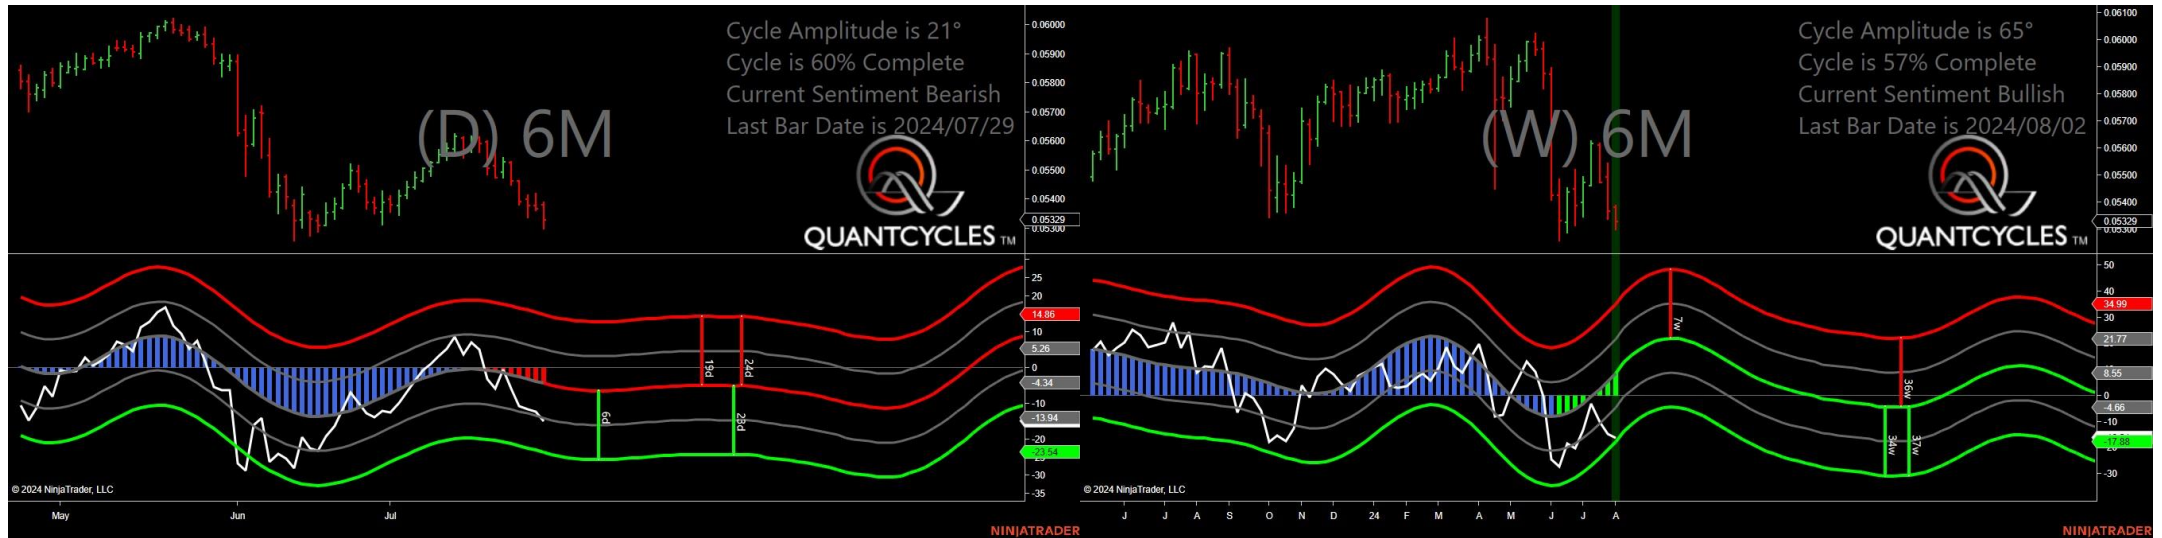 Cycle Amplitude is 21°
Cycle is 60% Complete
Current Sentiment Bearish
Last Bar Date is 2024/07/29
(D) 6M
QUANTCYCLES TM
0.06000
0.05900
0.05800
0.05700
0.05600
0.05500
0.05400
0.05329
0.05300
25
20
14.86
10
5.26
0
-4.34
-10
-13.94
-20
-23.54
-30
-35
19d
24d
6d
23d
© 2024 NinjaTrader, LLC
May
Jun
Jul
NINJATRADER
Cycle Amplitude is 65°
Cycle is 57% Complete
Current Sentiment Bullish
Last Bar Date is 2024/08/02
(W) 6M
QUANTCYCLES TM
0.06100
0.06000
0.05900
0.05800
0.05700
0.05600
0.05500
0.05400
0.05329
0.05300
50
40
34.99
30
21.77
8.55
0
-4.66
-10
-17.88
-30
7w
36w
34w
37w
© 2024 NinjaTrader, LLC
J J A S O N D 24 F M A M J J A
NINJATRADER